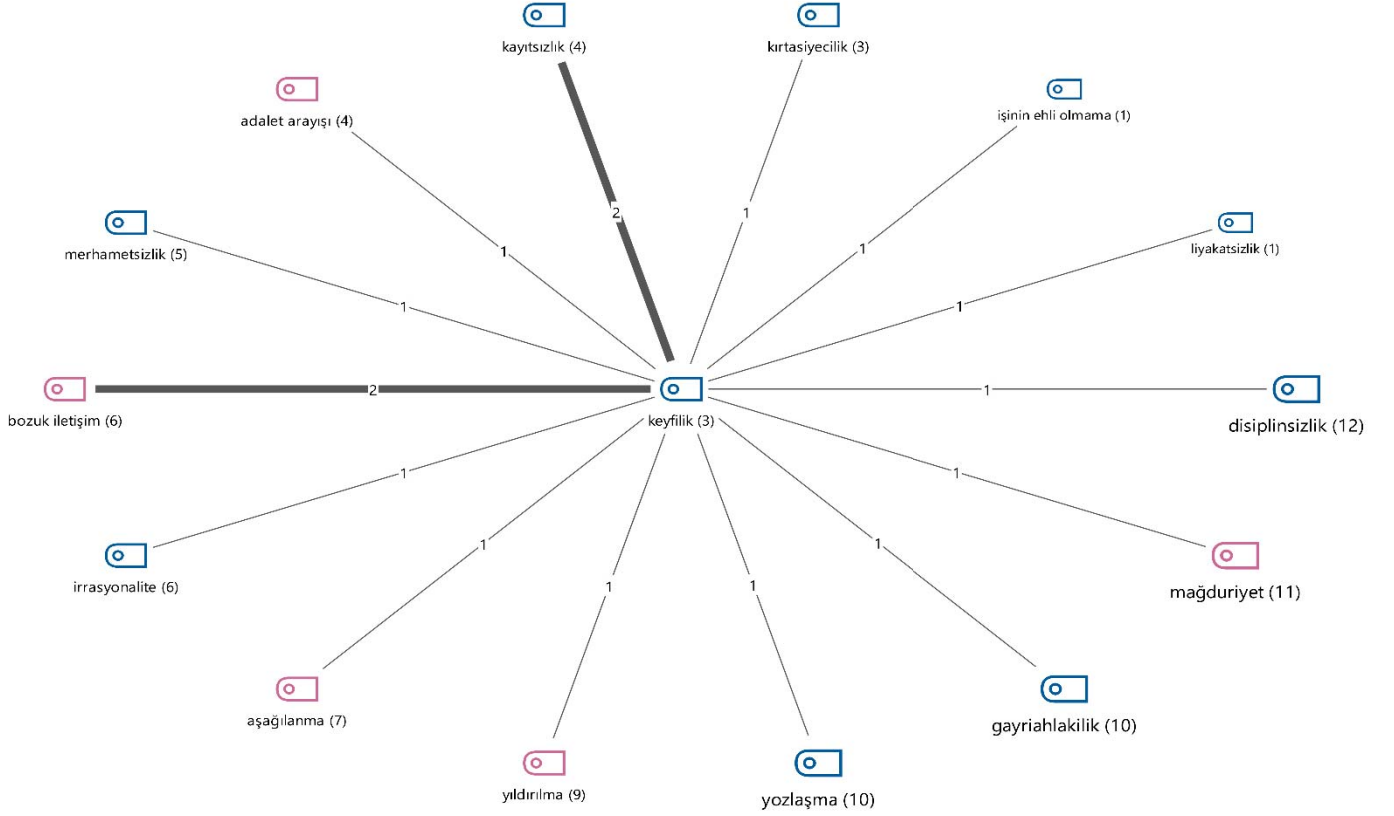 kayıtsızlık (4)
kırtasiyecilik (3)
adalet arayışı (4)
işinin ehli olmama (1)
2
1
merhametsizlik (5)
liyakatsizlik (1)
1
1
1
1
2
1
bozuk iletişim (6)
keyfilik (3)
disiplinsizlik (12)
1
1
1
1
1
1
irrasyonalite (6)
mağduriyet (11)
aşağılanma (7)
gayriahlakilik (10)
yıldırılma (9)
yozlaşma (10)